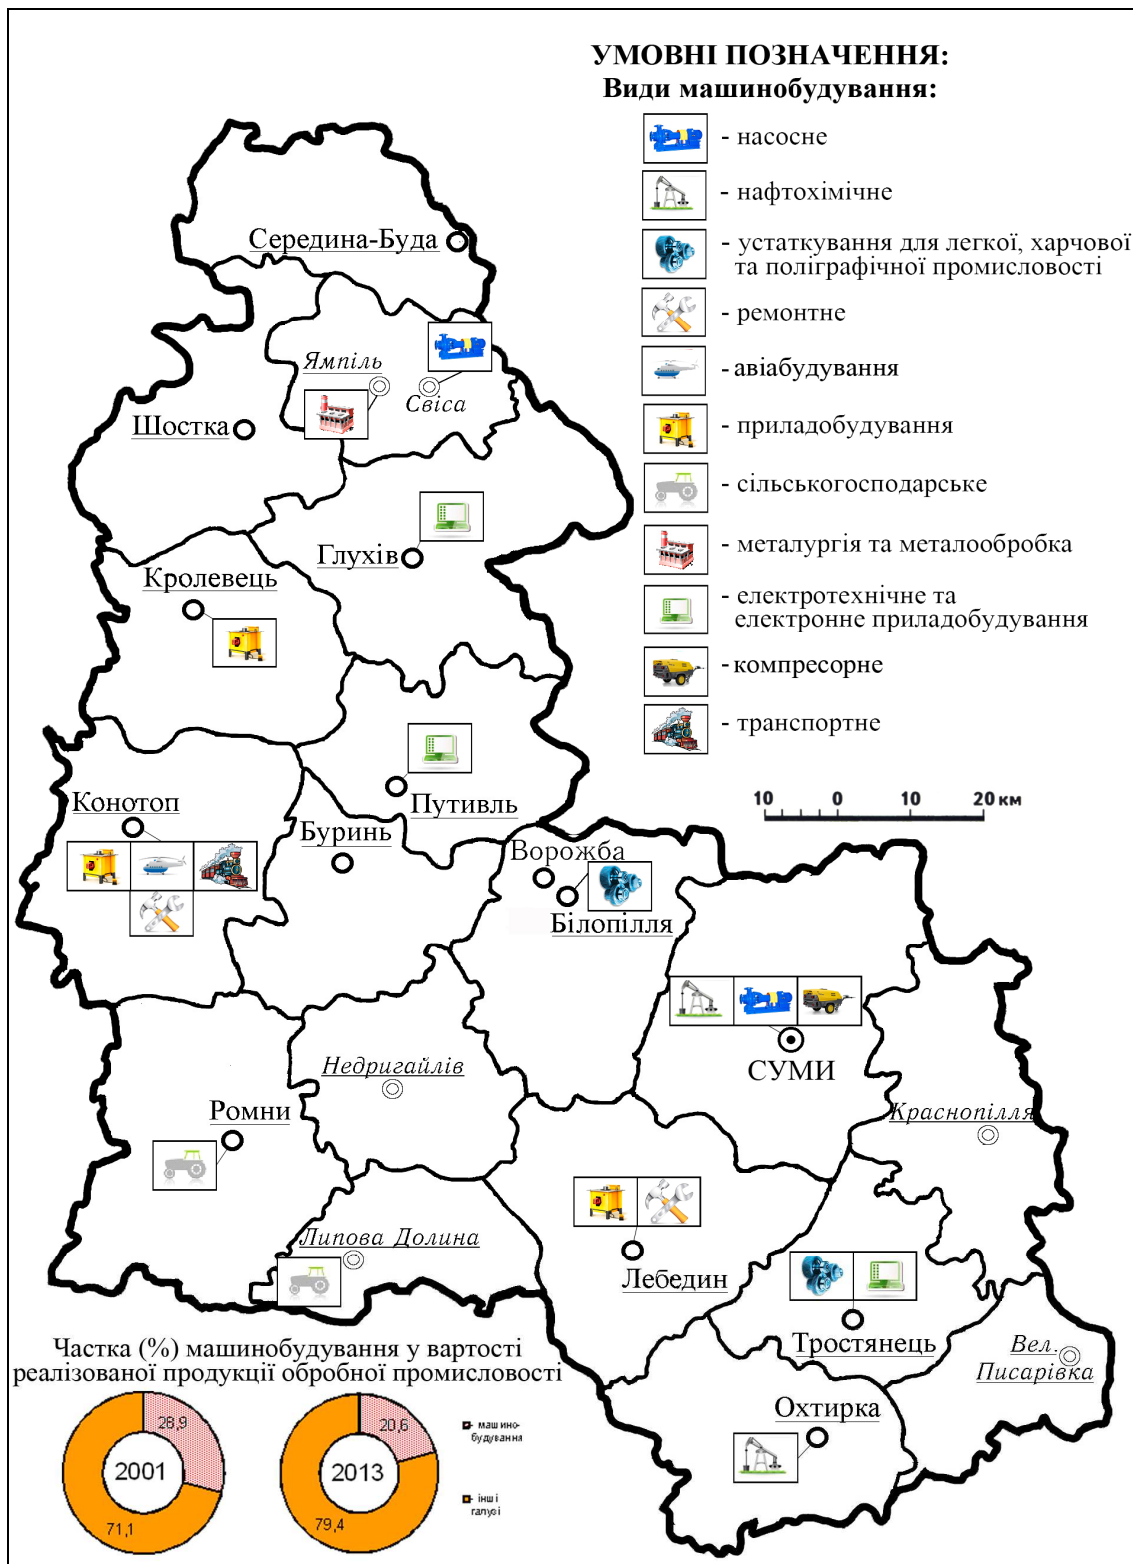 УМОВНІ ПОЗНАЧЕННЯ:
Види машинобудування:
- насосне
- нафтохімічне
- устаткування для легкої, харчової
та поліграфічної промисловості
- ремонтне
- авіабудування
- приладобудування
- сільськогосподарське
- металургія та металообробка
- електротехнічне та
електронне приладобудування
- компресорне
- транспортне
10 0 10 20 км
Середина-Буда
Ямпіль
Свіса
Шостка
Глухів
Кролевець
Путивль
Конотоп
Буринь
Ворожба
Білопілля
СУМИ
Недригайлів
Краснопілля
Ромни
Липова Долина
Лебедин
Тростянець
Вел.
Писарівка
Охтирка
Частка (%) машинобудування у вартості
реалізованої продукції обробної промисловості
28,9
2001
71,1
20,6
2013
79,4
- машино-
будування
- інші
галузі